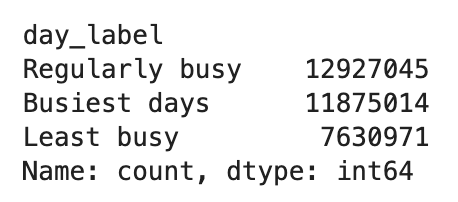 day_label
Regularly busy    12927045
Busiest days      11875014
Least busy         7630971
Name: count, dtype: int64